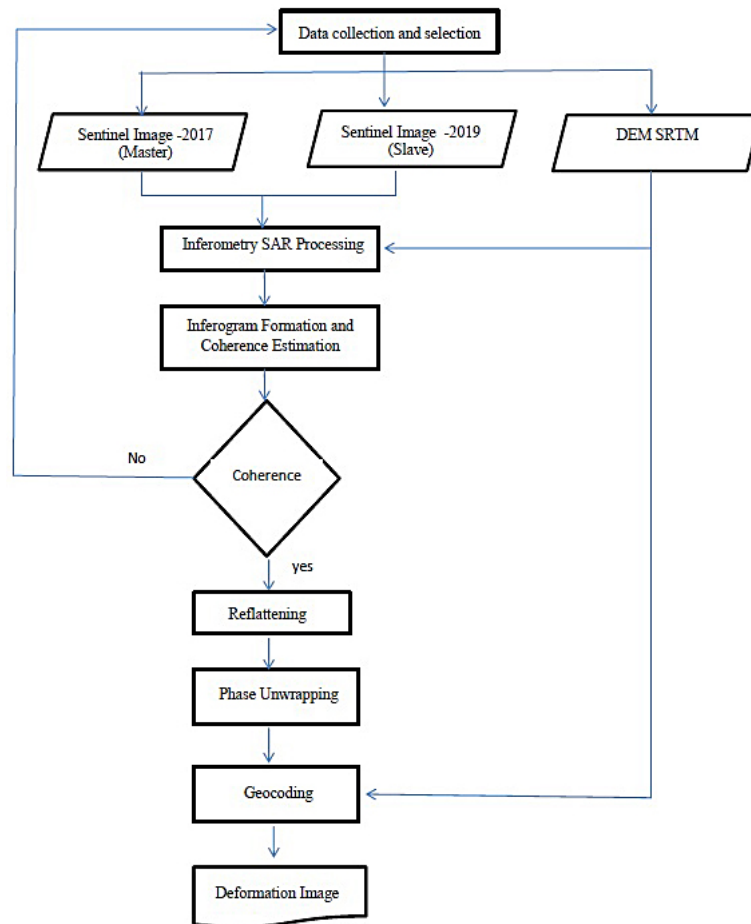 Data collection and selection
Sentinel Image -2017
(Master)
Sentinel Image -2019
(Slave)
DEM SRTM
Inferometry SAR Processing
Inferogram Formation and
Coherence Estimation
No
Coherence
yes
Reflattening
Phase Unwrapping
Geocoding
Deformation Image